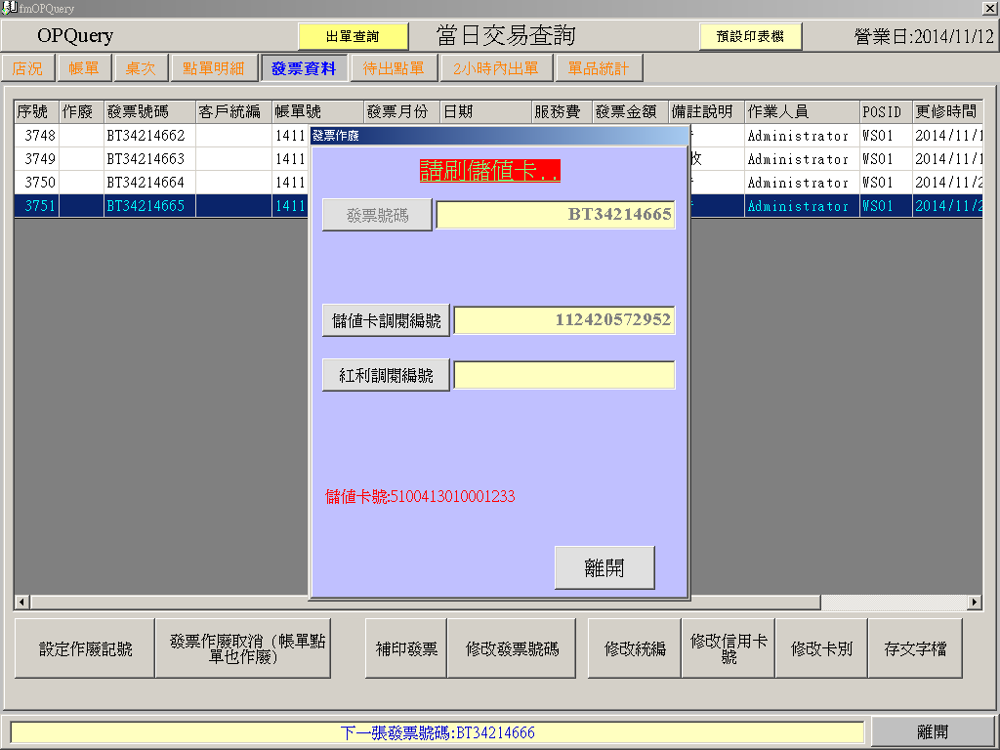 fmOPQuery
OPQuery 出單查詢 當日交易查詢 預設印表機 營業日:2014/11/12
店況 帳單 桌次 點單明細 發票資料 待出點單 2小時內出單 單品統計
序號 作廢 發票號碼 客戶統編 帳單號 發票月份 日期 服務費 發票金額 備註說明 作業人員 POSID 更修時間
3748 BT34214662 1411 Administrator WS01 2014/11/1
3749 BT34214663 1411 Administrator WS01 2014/11/1
3750 BT34214664 1411 Administrator WS01 2014/11/2
3751 BT34214665 1411 Administrator WS01 2014/11/2
發票作廢
請刷儲值卡..
發票號碼 BT34214665
儲值卡調閱編號 112420572952
紅利調閱編號
儲值卡號:5100413010001233
離開
設定作廢記號 發票作廢取消（帳單點單也作廢） 補印發票 修改發票號碼 修改統編 修改信用卡號 修改卡別 存文字檔
下一張發票號碼:BT34214666 離開